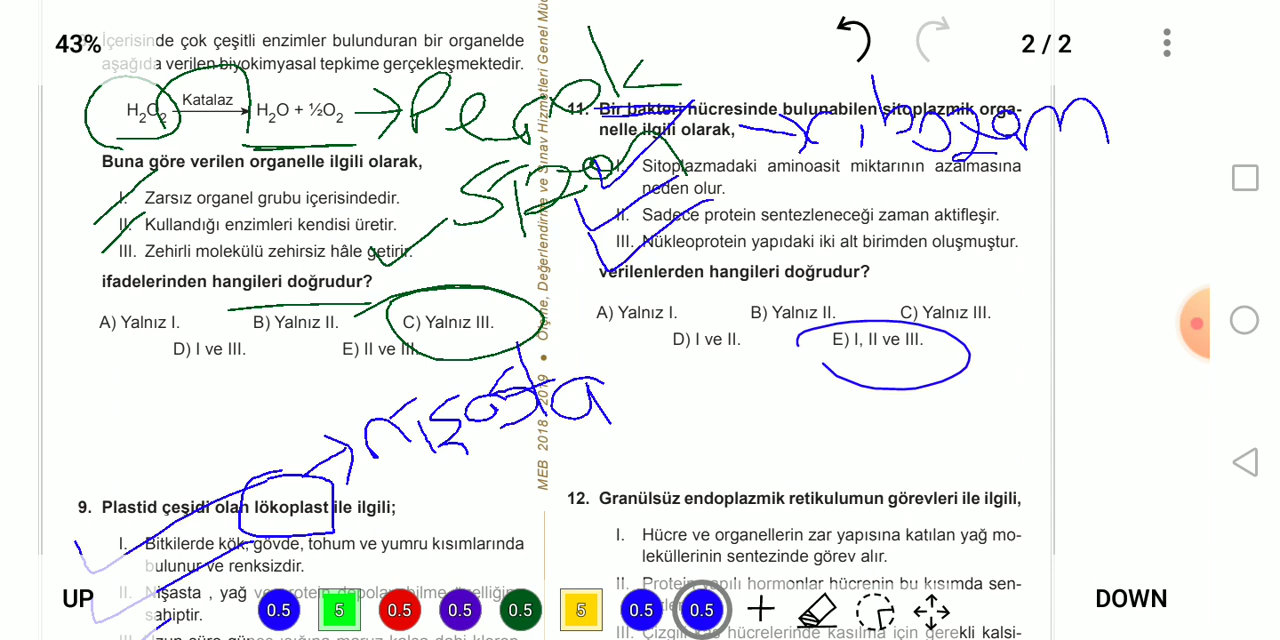 43%
2 / 2
İçerisinde çok çeşitli enzimler bulunduran bir organelde
aşağıda verilen biyokimyasal tepkime gerçekleşmektedir.
H₂O₂ Katalaz H₂O + ½O₂
Buna göre verilen organelle ilgili olarak,
I. Zarsız organel grubu içerisindedir.
II. Kullandığı enzimleri kendisi üretir.
III. Zehirli molekülü zehirsiz hâle getirir.
ifadelerinden hangileri doğrudur?
A) Yalnız I.
B) Yalnız II.
C) Yalnız III.
D) I ve III.
E) II ve III.
nişasta
9. Plastid çeşidi olan lökoplast ile ilgili;
I. Bitkilerde kök, gövde, tohum ve yumru kısımlarında
bulunur ve renksizdir.
II. Nişasta , yağ ve protein depolayabilme özelliğine
sahiptir.
MEB 2018 - 2019 ● Ölçme, Değerlendirme ve Sınav Hizmetleri Genel Müd
11. Bir bakteri hücresinde bulunabilen sitoplazmik orga-
nelle ilgili olarak,
ribozom
I. Sitoplazmadaki aminoasit miktarının azalmasına
neden olur.
II. Sadece protein sentezleneceği zaman aktifleşir.
III. Nükleoprotein yapıdaki iki alt birimden oluşmuştur.
verilenlerden hangileri doğrudur?
A) Yalnız I.
B) Yalnız II.
C) Yalnız III.
D) I ve II.
E) I, II ve III.
12. Granülsüz endoplazmik retikulumun görevleri ile ilgili,
I. Hücre ve organellerin zar yapısına katılan yağ mo-
leküllerinin sentezinde görev alır.
II. Protein yapılı hormonlar hücrenin bu kısımda sen-
III. Çizgili kas hücrelerinde kasılma için gerekli kalsi-
UP
0.5
5
0.5
0.5
0.5
5
0.5
0.5
DOWN